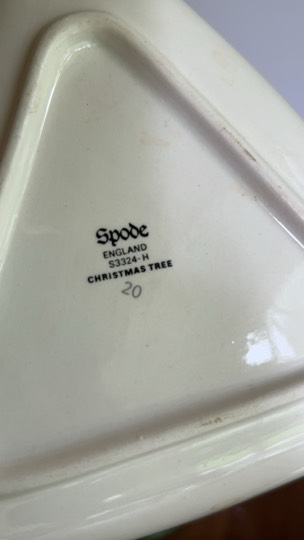 Spode
ENGLAND
S3324-H
CHRISTMAS TREE
20